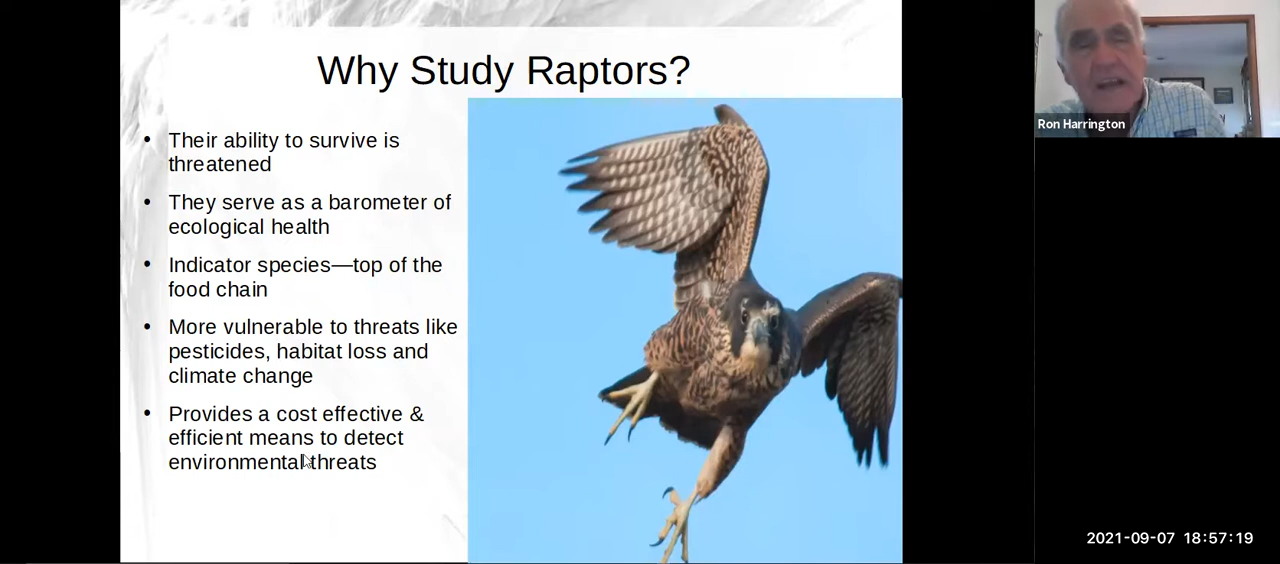 Why Study Raptors?
• Their ability to survive is
threatened
• They serve as a barometer of
ecological health
• Indicator species—top of the
food chain
• More vulnerable to threats like
pesticides, habitat loss and
climate change
• Provides a cost effective &
efficient means to detect
environmental threats
Ron Harrington
2021-09-07 18:57:19